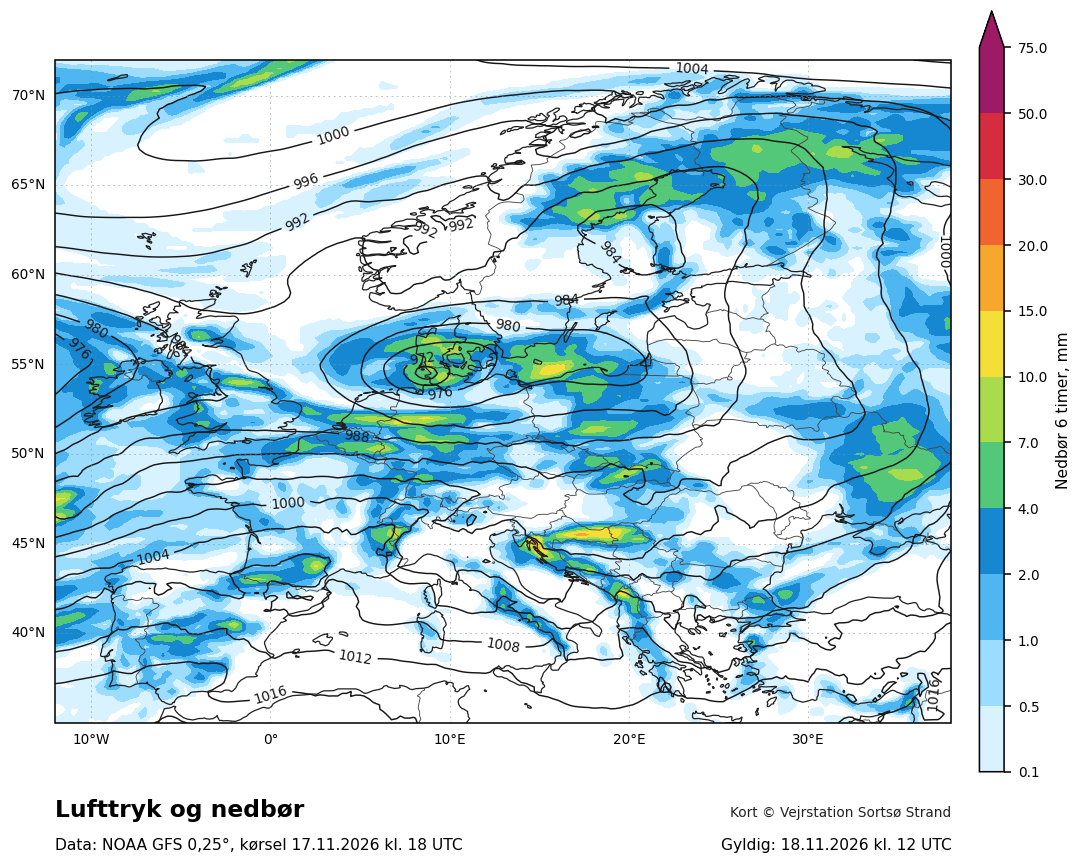 75.0
50.0
30.0
20.0
15.0
10.0
7.0
4.0
2.0
1.0
0.5
0.1
Nedbør 6 timer, mm
70°N
65°N
60°N
55°N
50°N
45°N
40°N
10°W
0°
10°E
20°E
30°E
1004
1000
996
992
992
992
984
1000
984
980
980
976
984
972
976
988
1000
1004
1008
1012
1016
1016
Lufttryk og nedbør
Kort © Vejrstation Sortsø Strand
Data: NOAA GFS 0,25°, kørsel 17.11.2026 kl. 18 UTC
Gyldig: 18.11.2026 kl. 12 UTC